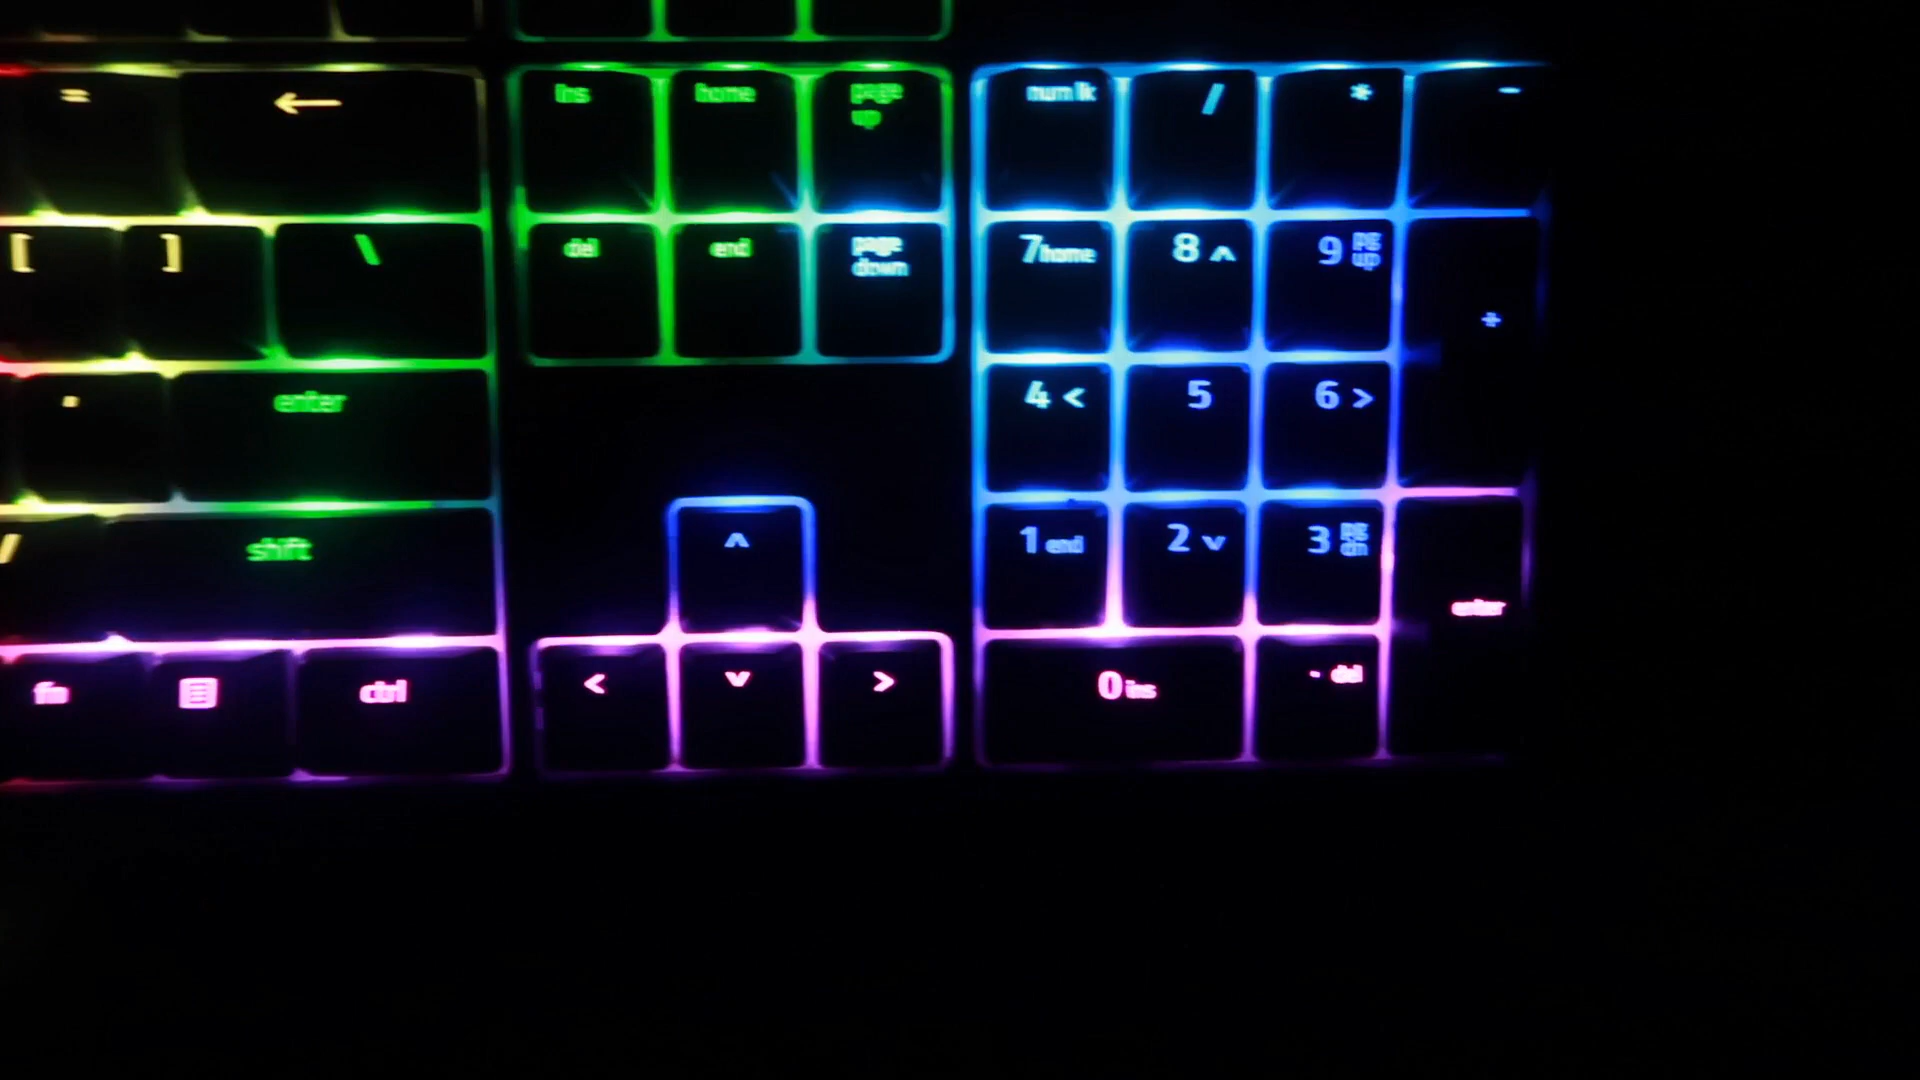 = ← ins home page up num lk / * -
[ ] \ del end page down 7 home 8 ^ 9 pg up +
' enter 4 < 5 6 >
/ shift ^ 1 end 2 v 3 pg dn enter
fn ctrl < v > 0 ins . del